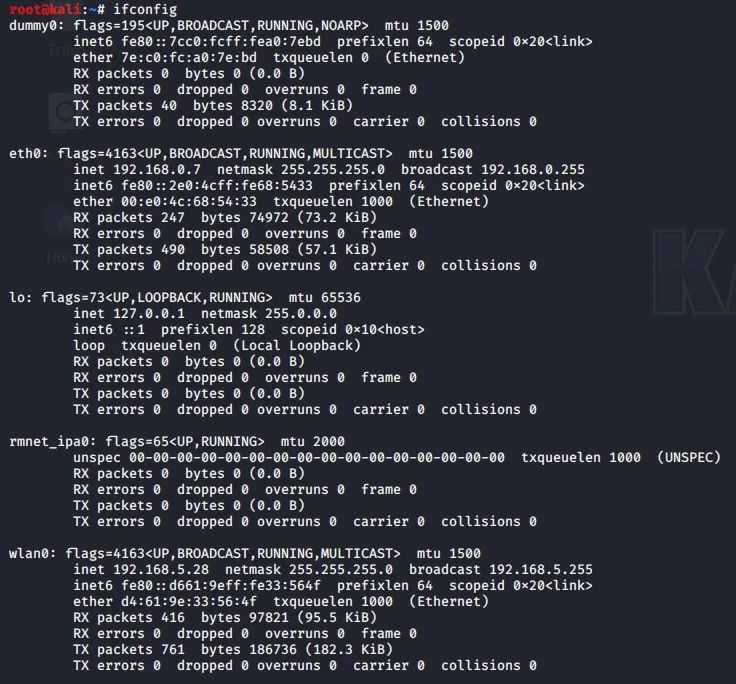 root@kali:~# ifconfig
dummy0: flags=195<UP,BROADCAST,RUNNING,NOARP>  mtu 1500
        inet6 fe80::7cc0:fcff:fea0:7ebd  prefixlen 64  scopeid 0×20<link>
        ether 7e:c0:fc:a0:7e:bd  txqueuelen 0  (Ethernet)
        RX packets 0  bytes 0 (0.0 B)
        RX errors 0  dropped 0  overruns 0  frame 0
        TX packets 40  bytes 8320 (8.1 KiB)
        TX errors 0  dropped 0 overruns 0  carrier 0  collisions 0

eth0: flags=4163<UP,BROADCAST,RUNNING,MULTICAST>  mtu 1500
        inet 192.168.0.7  netmask 255.255.255.0  broadcast 192.168.0.255
        inet6 fe80::2e0:4cff:fe68:5433  prefixlen 64  scopeid 0×20<link>
        ether 00:e0:4c:68:54:33  txqueuelen 1000  (Ethernet)
        RX packets 247  bytes 74972 (73.2 KiB)
        RX errors 0  dropped 0  overruns 0  frame 0
        TX packets 490  bytes 58508 (57.1 KiB)
        TX errors 0  dropped 0 overruns 0  carrier 0  collisions 0

lo: flags=73<UP,LOOPBACK,RUNNING>  mtu 65536
        inet 127.0.0.1  netmask 255.0.0.0
        inet6 ::1  prefixlen 128  scopeid 0×10<host>
        loop  txqueuelen 0  (Local Loopback)
        RX packets 0  bytes 0 (0.0 B)
        RX errors 0  dropped 0  overruns 0  frame 0
        TX packets 0  bytes 0 (0.0 B)
        TX errors 0  dropped 0 overruns 0  carrier 0  collisions 0

rmnet_ipa0: flags=65<UP,RUNNING>  mtu 2000
        unspec 00-00-00-00-00-00-00-00-00-00-00-00-00-00-00-00  txqueuelen 1000  (UNSPEC)
        RX packets 0  bytes 0 (0.0 B)
        RX errors 0  dropped 0  overruns 0  frame 0
        TX packets 0  bytes 0 (0.0 B)
        TX errors 0  dropped 0 overruns 0  carrier 0  collisions 0

wlan0: flags=4163<UP,BROADCAST,RUNNING,MULTICAST>  mtu 1500
        inet 192.168.5.28  netmask 255.255.255.0  broadcast 192.168.5.255
        inet6 fe80::d661:9eff:fe33:564f  prefixlen 64  scopeid 0×20<link>
        ether d4:61:9e:33:56:4f  txqueuelen 1000  (Ethernet)
        RX packets 416  bytes 97821 (95.5 KiB)
        RX errors 0  dropped 0  overruns 0  frame 0
        TX packets 761  bytes 186736 (182.3 KiB)
        TX errors 0  dropped 0 overruns 0  carrier 0  collisions 0